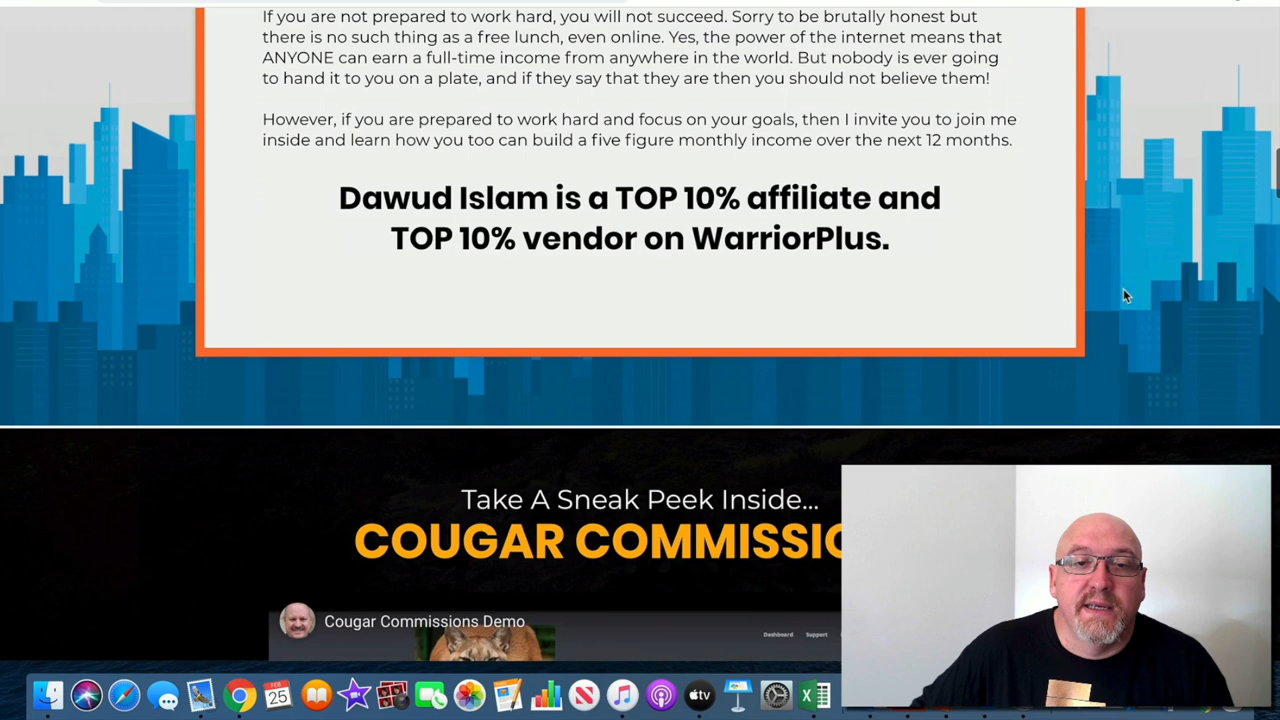 If you are not prepared to work hard, you will not succeed. Sorry to be brutally honest but
there is no such thing as a free lunch, even online. Yes, the power of the internet means that
ANYONE can earn a full-time income from anywhere in the world. But nobody is ever going
to hand it to you on a plate, and if they say that they are then you should not believe them!
However, if you are prepared to work hard and focus on your goals, then I invite you to join me
inside and learn how you too can build a five figure monthly income over the next 12 months.
Dawud Islam is a TOP 10% affiliate and
TOP 10% vendor on WarriorPlus.
Take A Sneak Peek Inside...
COUGAR COMMISSIO
Cougar Commissions Demo
Dashboard Support
FEB
25
tv